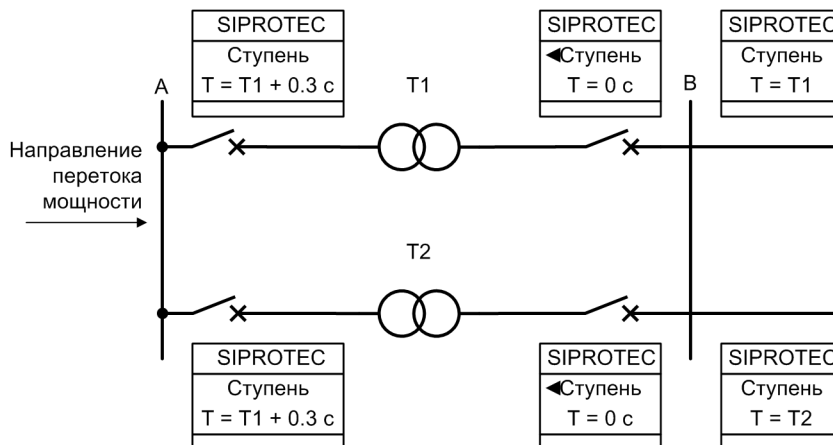 SIPROTEC
Ступень
T = T1 + 0.3 c
SIPROTEC
◄Ступень
T = 0 c
SIPROTEC
Ступень
T = T1
A
T1
B
Направление
перетока
мощности
T2
SIPROTEC
Ступень
T = T1 + 0.3 c
SIPROTEC
◄Ступень
T = 0 c
SIPROTEC
Ступень
T = T2